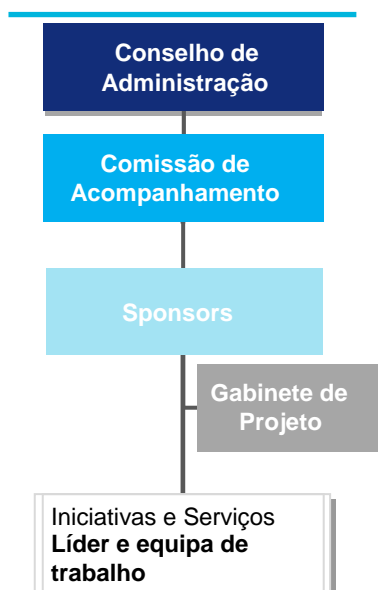 Conselho de
Administração
Comissão de
Acompanhamento
Sponsors
Gabinete de
Projeto
Iniciativas e Serviços
Líder e equipa de
trabalho